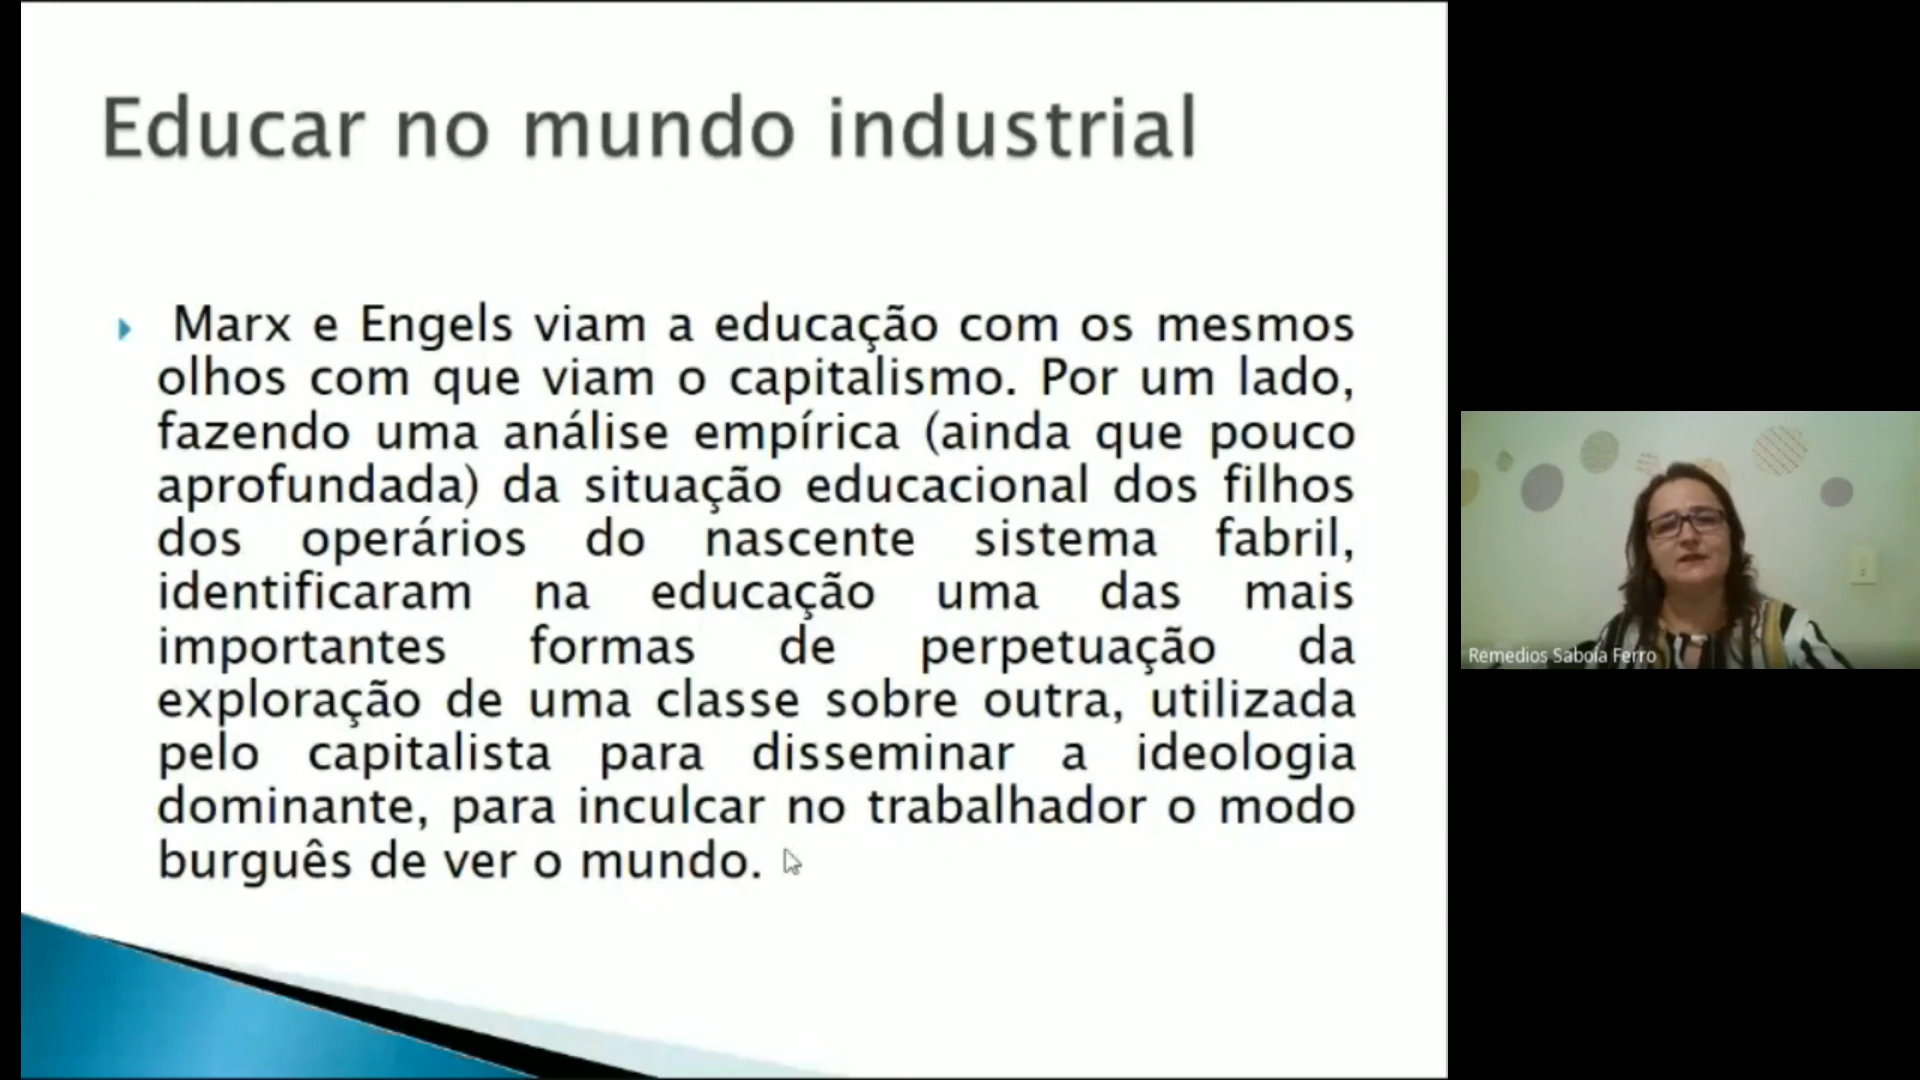 Educar no mundo industrial
Marx e Engels viam a educação com os mesmos
olhos com que viam o capitalismo. Por um lado,
fazendo uma análise empírica (ainda que pouco
aprofundada) da situação educacional dos filhos
dos operários do nascente sistema fabril,
identificaram na educação uma das mais
importantes formas de perpetuação da
exploração de uma classe sobre outra, utilizada
pelo capitalista para disseminar a ideologia
dominante, para inculcar no trabalhador o modo
burguês de ver o mundo.
Remedios Saboia Ferro